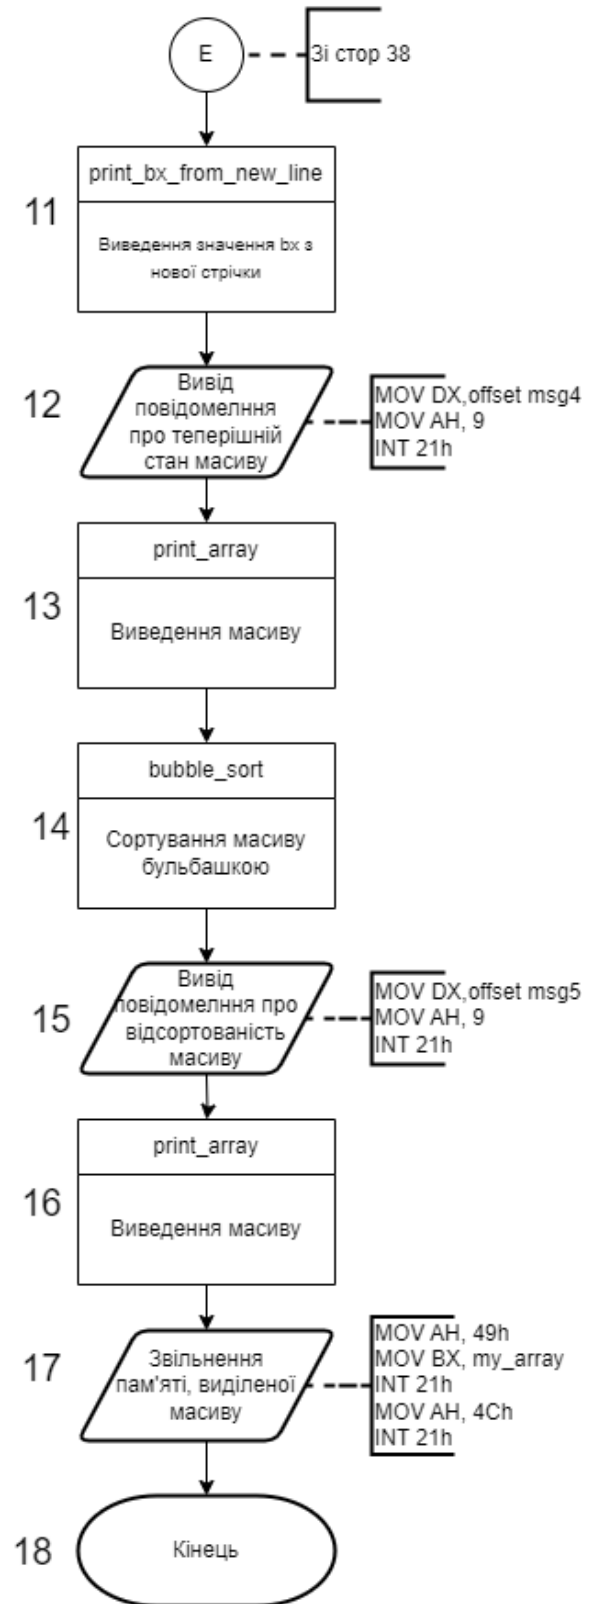 E
Зі стор 38
print_bx_from_new_line
11
Виведення значення bx з
нової стрічки
12
Вивід
повідомелння
про теперішній
стан масиву
MOV DX,offset msg4
MOV AH, 9
INT 21h
print_array
13
Виведення масиву
bubble_sort
14
Сортування масиву
бульбашкою
15
Вивід
повідомелння про
відсортованість
масиву
MOV DX,offset msg5
MOV AH, 9
INT 21h
print_array
16
Виведення масиву
17
Звільнення
пам'яті, виділеної
масиву
MOV AH, 49h
MOV BX, my_array
INT 21h
MOV AH, 4Ch
INT 21h
18
Кінець